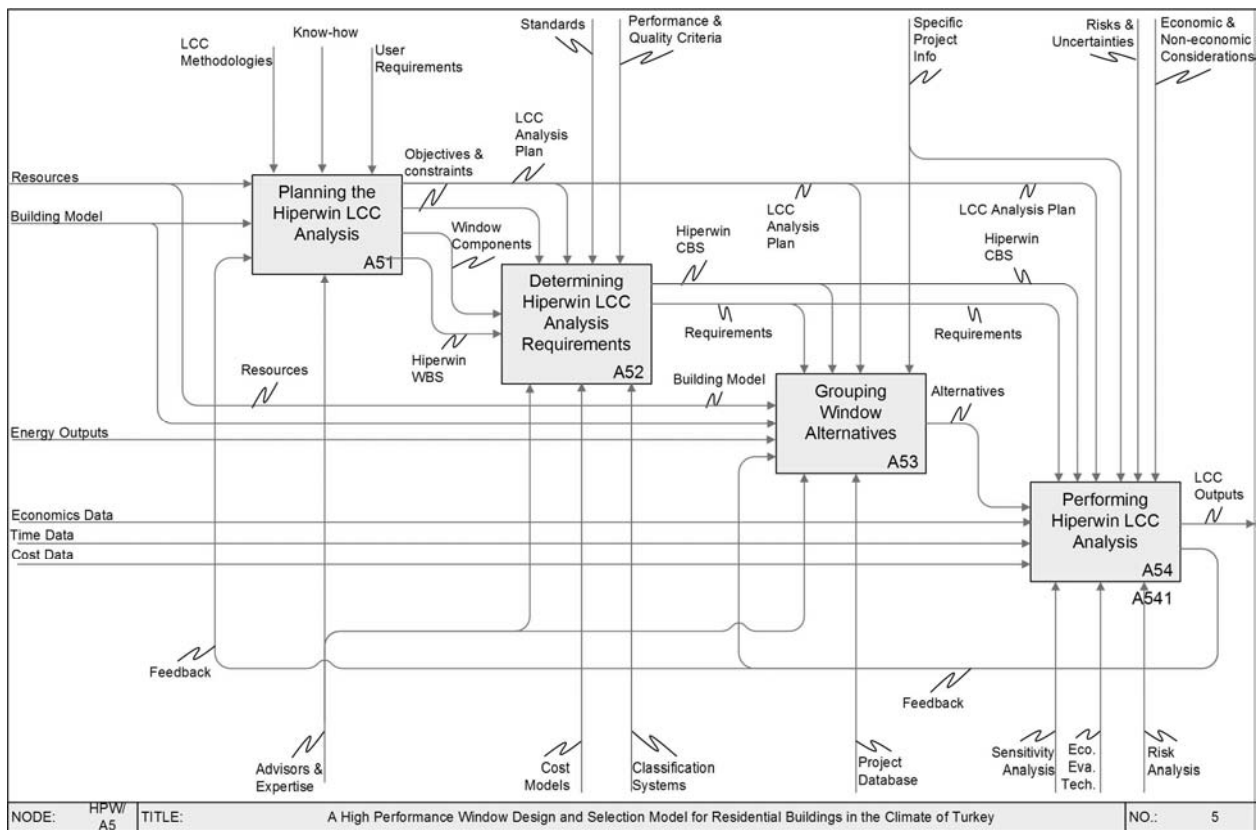 LCC
Methodologies
Know-how
User
Requirements
Standards
Performance &
Quality Criteria
Specific
Project
Info
Risks &
Uncertainties
Economic &
Non-economic
Considerations
Resources
Building Model
Planning the
Hiperwin LCC
Analysis
A51
Objectives &
constraints
LCC
Analysis
Plan
Window
Components
Hiperwin
WBS
Determining
Hiperwin LCC
Analysis
Requirements
A52
Hiperwin
CBS
LCC
Analysis
Plan
Requirements
LCC Analysis Plan
Hiperwin
CBS
Requirements
Resources
Building Model
Grouping
Window
Alternatives
A53
Alternatives
Energy Outputs
Economics Data
Time Data
Cost Data
Performing
Hiperwin LCC
Analysis
A54
A541
LCC
Outputs
Feedback
Feedback
Advisors &
Expertise
Cost
Models
Classification
Systems
Project
Database
Sensitivity
Analysis
Eco.
Eva.
Tech.
Risk
Analysis
NODE: HPW/
A5
TITLE: A High Performance Window Design and Selection Model for Residential Buildings in the Climate of Turkey
NO.: 5